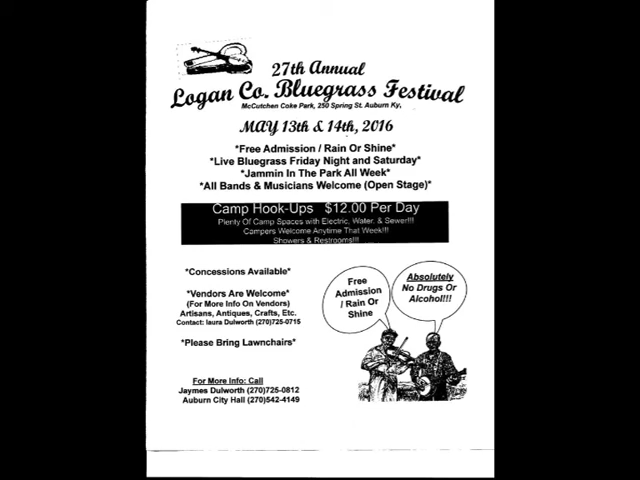 27th Annual
Logan Co. Bluegrass Festival
McCutchen Coke Park, 250 Spring St. Auburn Ky,
MAY 13th & 14th, 2016
*Free Admission / Rain Or Shine*
*Live Bluegrass Friday Night and Saturday*
*Jammin In The Park All Week*
*All Bands & Musicians Welcome (Open Stage)*
Camp Hook-Ups $12.00 Per Day
Plenty Of Camp Spaces with Electric, Water, & Sewer!!!
Campers Welcome Anytime That Week!!!
Showers & Restrooms!!!
*Concessions Available*
*Vendors Are Welcome*
(For More Info On Vendors)
Artisans, Antiques, Crafts, Etc.
Contact: laura Dulworth (270)725-0715
*Please Bring Lawnchairs*
For More Info: Call
Jaymes Dulworth (270)725-0812
Auburn City Hall (270)542-4149
Free
Admission
/ Rain Or
Shine
Absolutely
No Drugs Or
Alcohol!!!